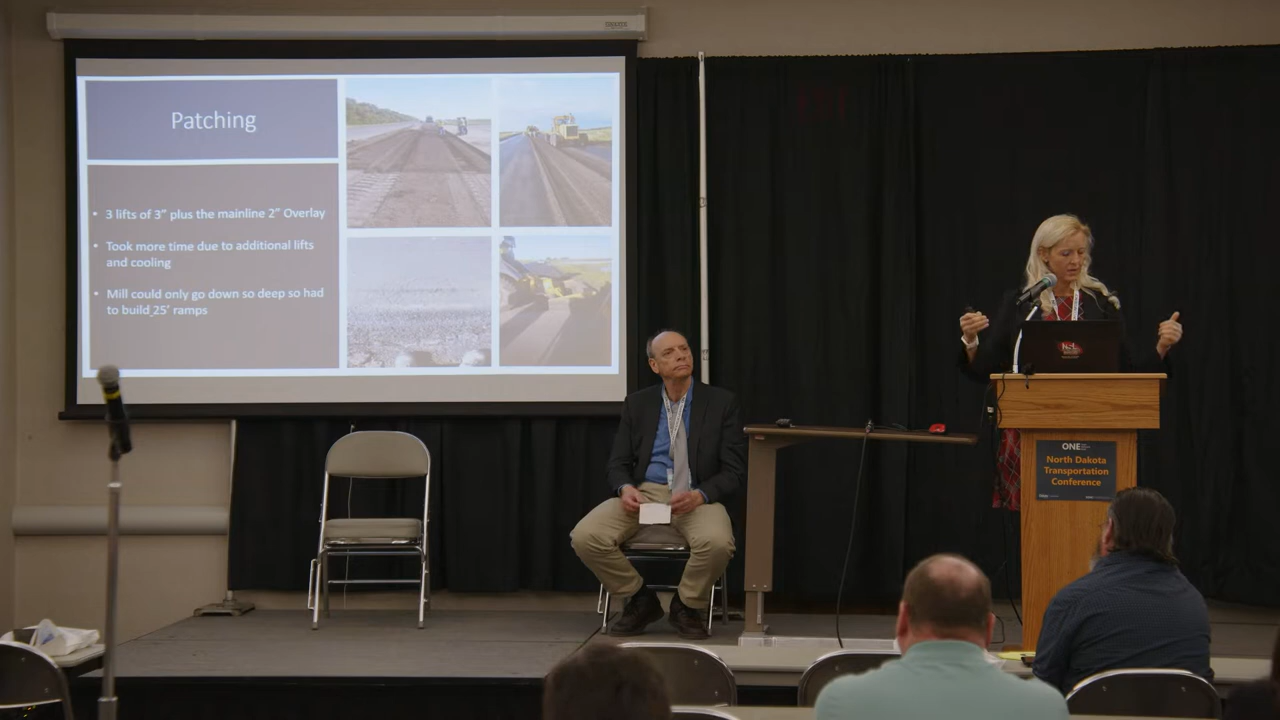 Patching
• 3 lifts of 3” plus the mainline 2” Overlay
• Took more time due to additional lifts
and cooling
• Mill could only go down so deep so had
to build 25’ ramps
ONE
North Dakota
Transportation
Conference